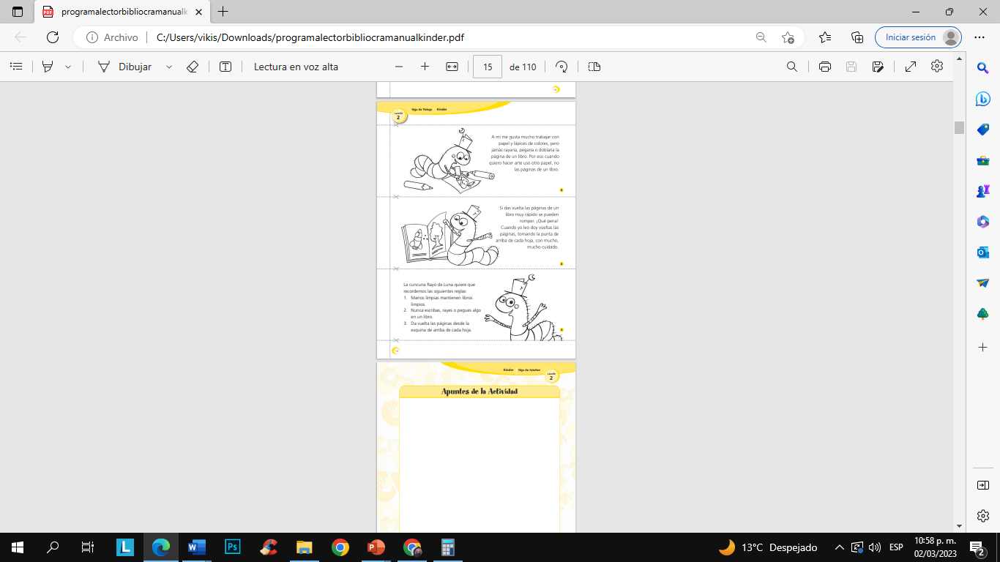 programalectorbibliocramanualk
Archivo
C:/Users/vikis/Downloads/programalectorbibliocramanualkinder.pdf
Iniciar sesión
Dibujar
Lectura en voz alta
15
de 110
Lección
2
Hoja de Trabajo Kinder
A mí me gusta mucho trabajar con
papel y lápices de colores, pero
jamás rayaría, pegaría o doblaría la
página de un libro. Por eso cuando
quiero hacer arte uso otro papel, no
las páginas de un libro.
Si das vuelta las páginas de un
libro muy rápido se pueden
romper. ¡Qué pena!
Cuando yo leo doy vueltas las
páginas, tomando la punta de
arriba de cada hoja, con mucho,
mucho cuidado.
La cuncuna Rayo de Luna quiere que
recordemos las siguientes reglas:
1. Manos limpias mantienen libros
limpios.
2. Nunca escribas, rayes o pegues algo
en un libro.
3. Da vuelta las páginas desde la
esquina de arriba de cada hoja.
Kinder Hoja de Apuntes
Lección
2
Apuntes de la Actividad
13°C Despejado
ESP
10:58 p. m.
02/03/2023
2